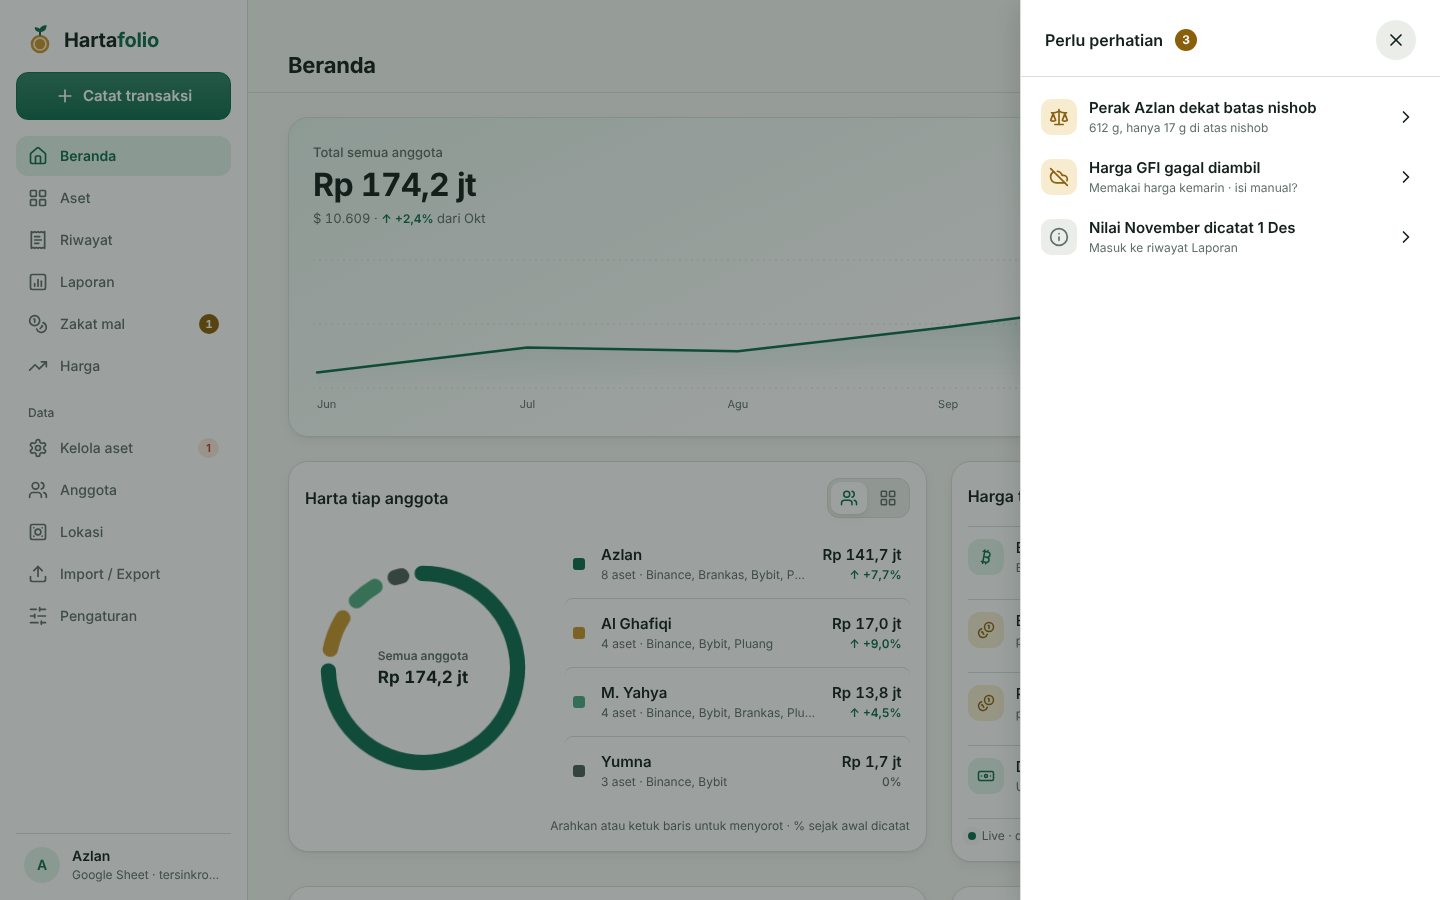 Hartafolio
Catat transaksi
Beranda
Aset
Riwayat
Laporan
Zakat mal 1
Harga
Data
Kelola aset 1
Anggota
Lokasi
Import / Export
Pengaturan
A
Azlan
Google Sheet · tersinkro...
Beranda
Total semua anggota
Rp 174,2 jt
$ 10.609 · ↑ +2,4% dari Okt
Jun Jul Agu Sep
Harta tiap anggota
Semua anggota
Rp 174,2 jt
Azlan Rp 141,7 jt
8 aset · Binance, Brankas, Bybit, P... ↑ +7,7%
Al Ghafiqi Rp 17,0 jt
4 aset · Binance, Bybit, Pluang ↑ +9,0%
M. Yahya Rp 13,8 jt
4 aset · Binance, Bybit, Brankas, Plu... ↑ +4,5%
Yumna Rp 1,7 jt
3 aset · Binance, Bybit 0%
Arahkan atau ketuk baris untuk menyorot · % sejak awal dicatat
Harga
Live ·
Perlu perhatian 3
Perak Azlan dekat batas nishob
612 g, hanya 17 g di atas nishob
Harga GFI gagal diambil
Memakai harga kemarin · isi manual?
Nilai November dicatat 1 Des
Masuk ke riwayat Laporan